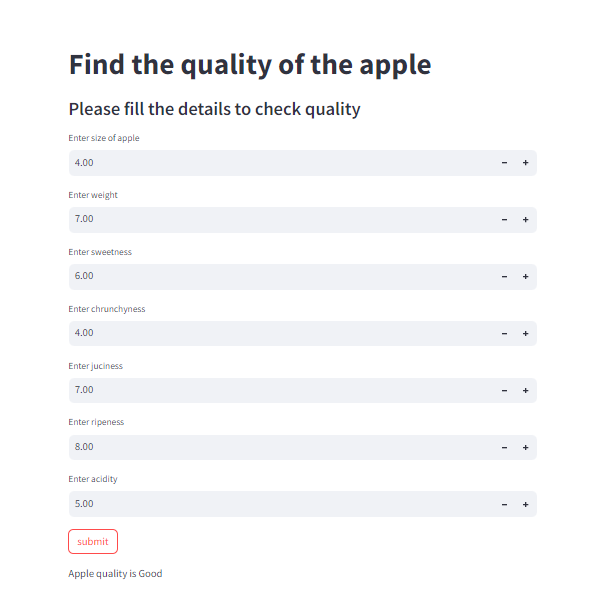 Find the quality of the apple
Please fill the details to check quality
Enter size of apple
4.00
Enter weight
7.00
Enter sweetness
6.00
Enter chrunchyness
4.00
Enter juciness
7.00
Enter ripeness
8.00
Enter acidity
5.00
submit
Apple quality is Good